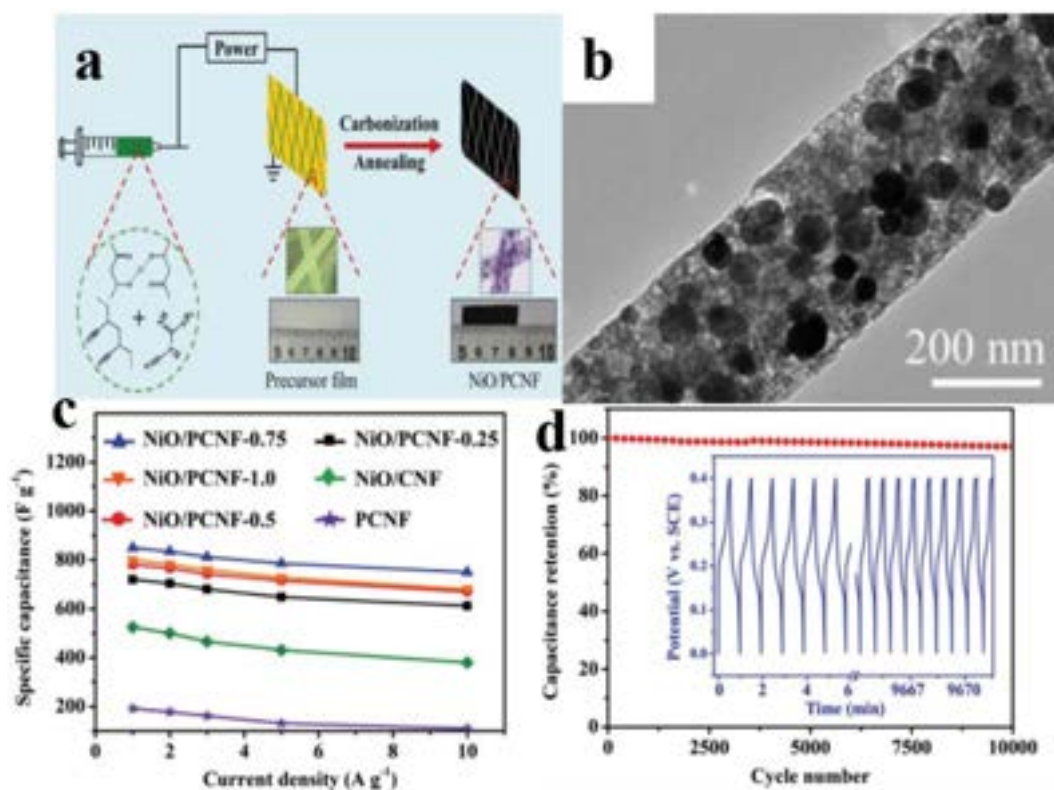 a
Power
Carbonization
Annealing
5 6 7 8 9 10
5 6 7 8 9 10
Precursor film
NiO/PCNF
b
200 nm
c
NiO/PCNF-0.75
NiO/PCNF-0.25
NiO/PCNF-1.0
NiO/CNF
NiO/PCNF-0.5
PCNF
1200
1000
800
600
400
200
0 2 4 6 8 10
Specific capacitance (F g⁻¹)
Current density (A g⁻¹)
d
100
80
60
40
20
0
0 2500 5000 7500 10000
Capacitance retention (%)
Cycle number
0.4
0.3
0.2
0.1
0.0
0 2 4 6 9667 9670
Potential (V vs. SCE)
Time (min)